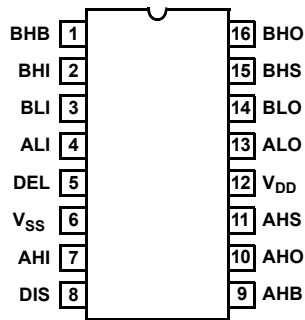 BHB 1 16 BHO
BHI 2 15 BHS
BLI 3 14 BLO
ALI 4 13 ALO
DEL 5 12 VDD
VSS 6 11 AHS
AHI 7 10 AHO
DIS 8 9 AHB